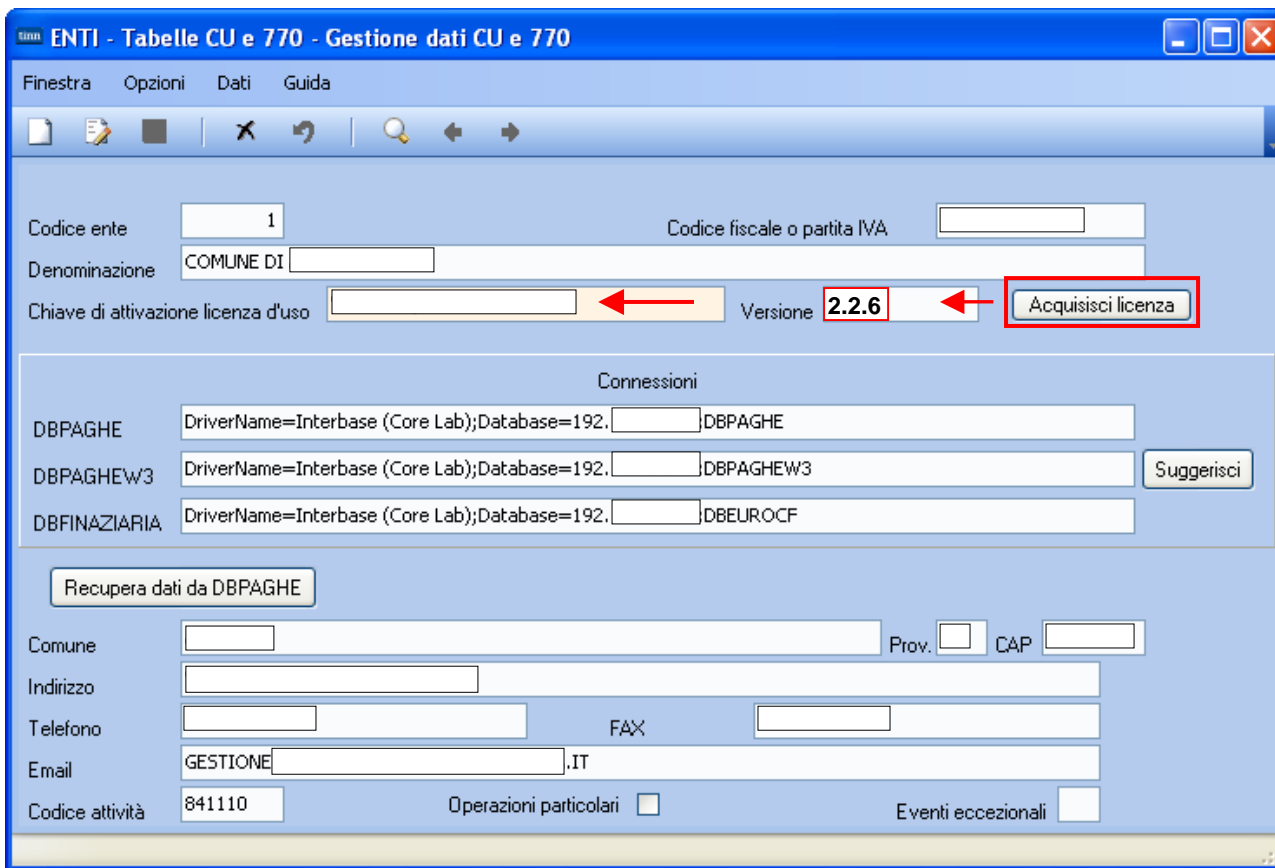 tinn ENTI - Tabelle CU e 770 - Gestione dati CU e 770
Finestra Opzioni Dati Guida
Codice ente 1 Codice fiscale o partita IVA
Denominazione COMUNE DI
Chiave di attivazione licenza d'uso Versione 2.2.6 Acquisisci licenza
Connessioni
DBPAGHE DriverName=Interbase (Core Lab);Database=192. :DBPAGHE
DBPAGHEW3 DriverName=Interbase (Core Lab);Database=192. :DBPAGHEW3 Suggerisci
DBFINAZIARIA DriverName=Interbase (Core Lab);Database=192. :DBEUROCF
Recupera dati da DBPAGHE
Comune Prov. CAP
Indirizzo
Telefono FAX
Email GESTIONE .IT
Codice attività 841110 Operazioni particolari Eventi eccezionali